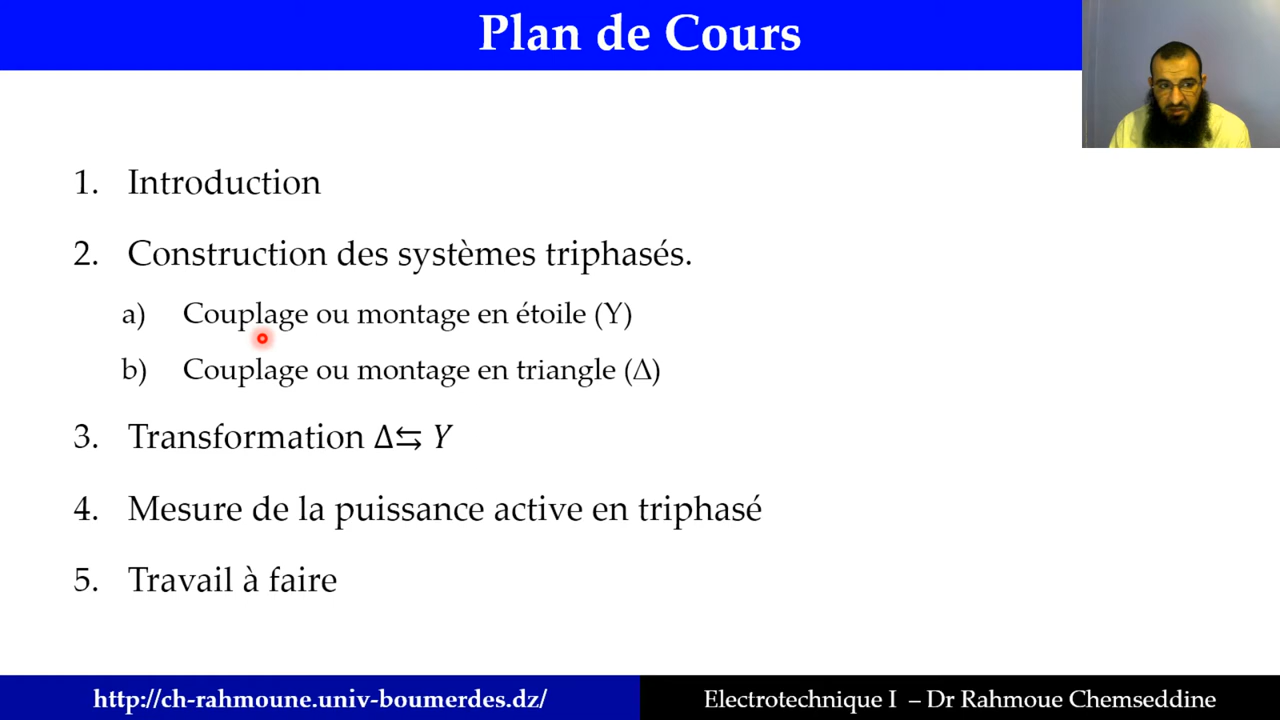 Plan de Cours
1. Introduction
2. Construction des systèmes triphasés.
a) Couplage ou montage en étoile (Y)
b) Couplage ou montage en triangle (Δ)
3. Transformation Δ⇆ Y
4. Mesure de la puissance active en triphasé
5. Travail à faire
http://ch-rahmoune.univ-boumerdes.dz/
Electrotechnique I – Dr Rahmoue Chemseddine